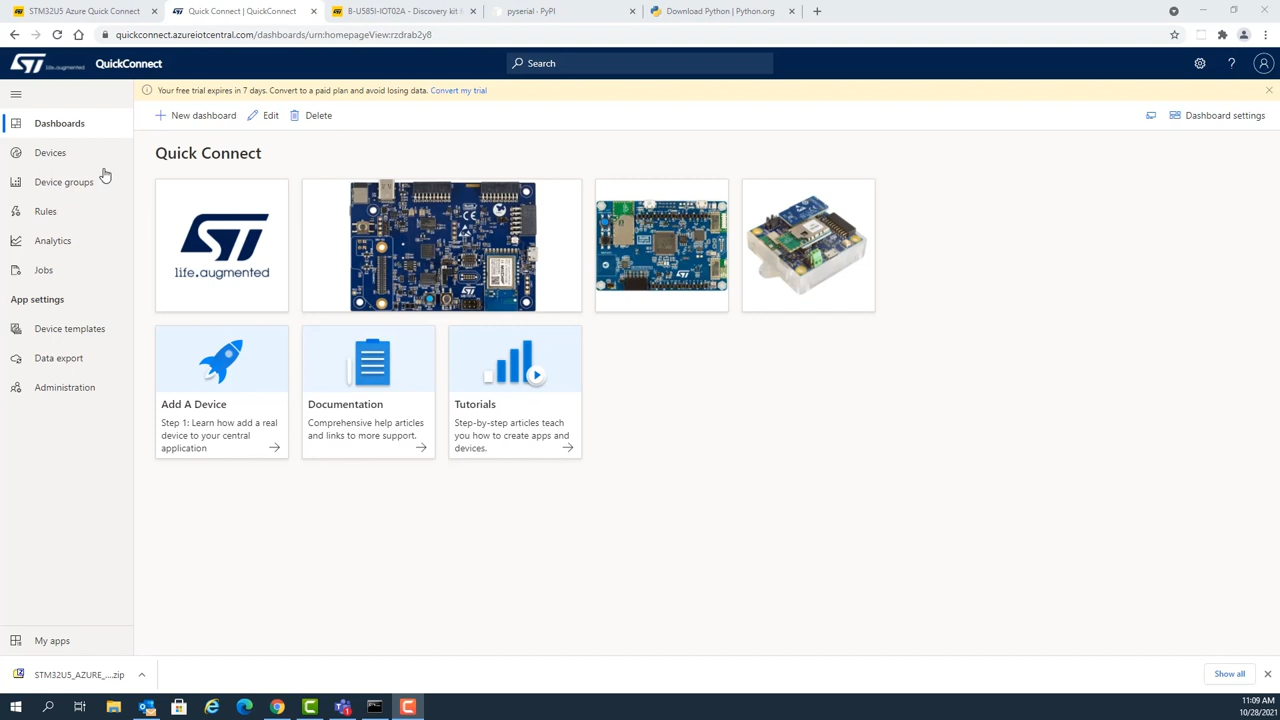 STM32U5 Azure Quick Connect
Quick Connect | QuickConnect
B-U585I-IOT02A - Discovery kit
pyserial · PyPI
Download Python | Python.org
quickconnect.azureiotcentral.com/dashboards/urn:homepageView:rzdrab2y8
ST life.augmented
QuickConnect
Search
Your free trial expires in 7 days. Convert to a paid plan and avoid losing data. Convert my trial
New dashboard
Edit
Delete
Dashboard settings
Dashboards
Devices
Device groups
Rules
Analytics
Jobs
App settings
Device templates
Data export
Administration
My apps
Quick Connect
ST
life.augmented
Add A Device
Step 1: Learn how add a real
device to your central
application
Documentation
Comprehensive help articles
and links to more support.
Tutorials
Step-by-step articles teach
you how to create apps and
devices.
STM32U5_AZURE_....zip
Show all
11:09 AM
10/28/2021